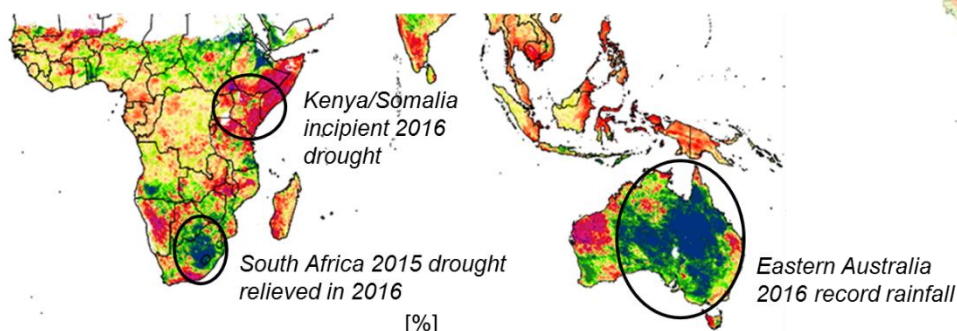 Kenya/Somalia
incipient 2016
drought
South Africa 2015 drought
relieved in 2016
Eastern Australia
2016 record rainfall
[%]